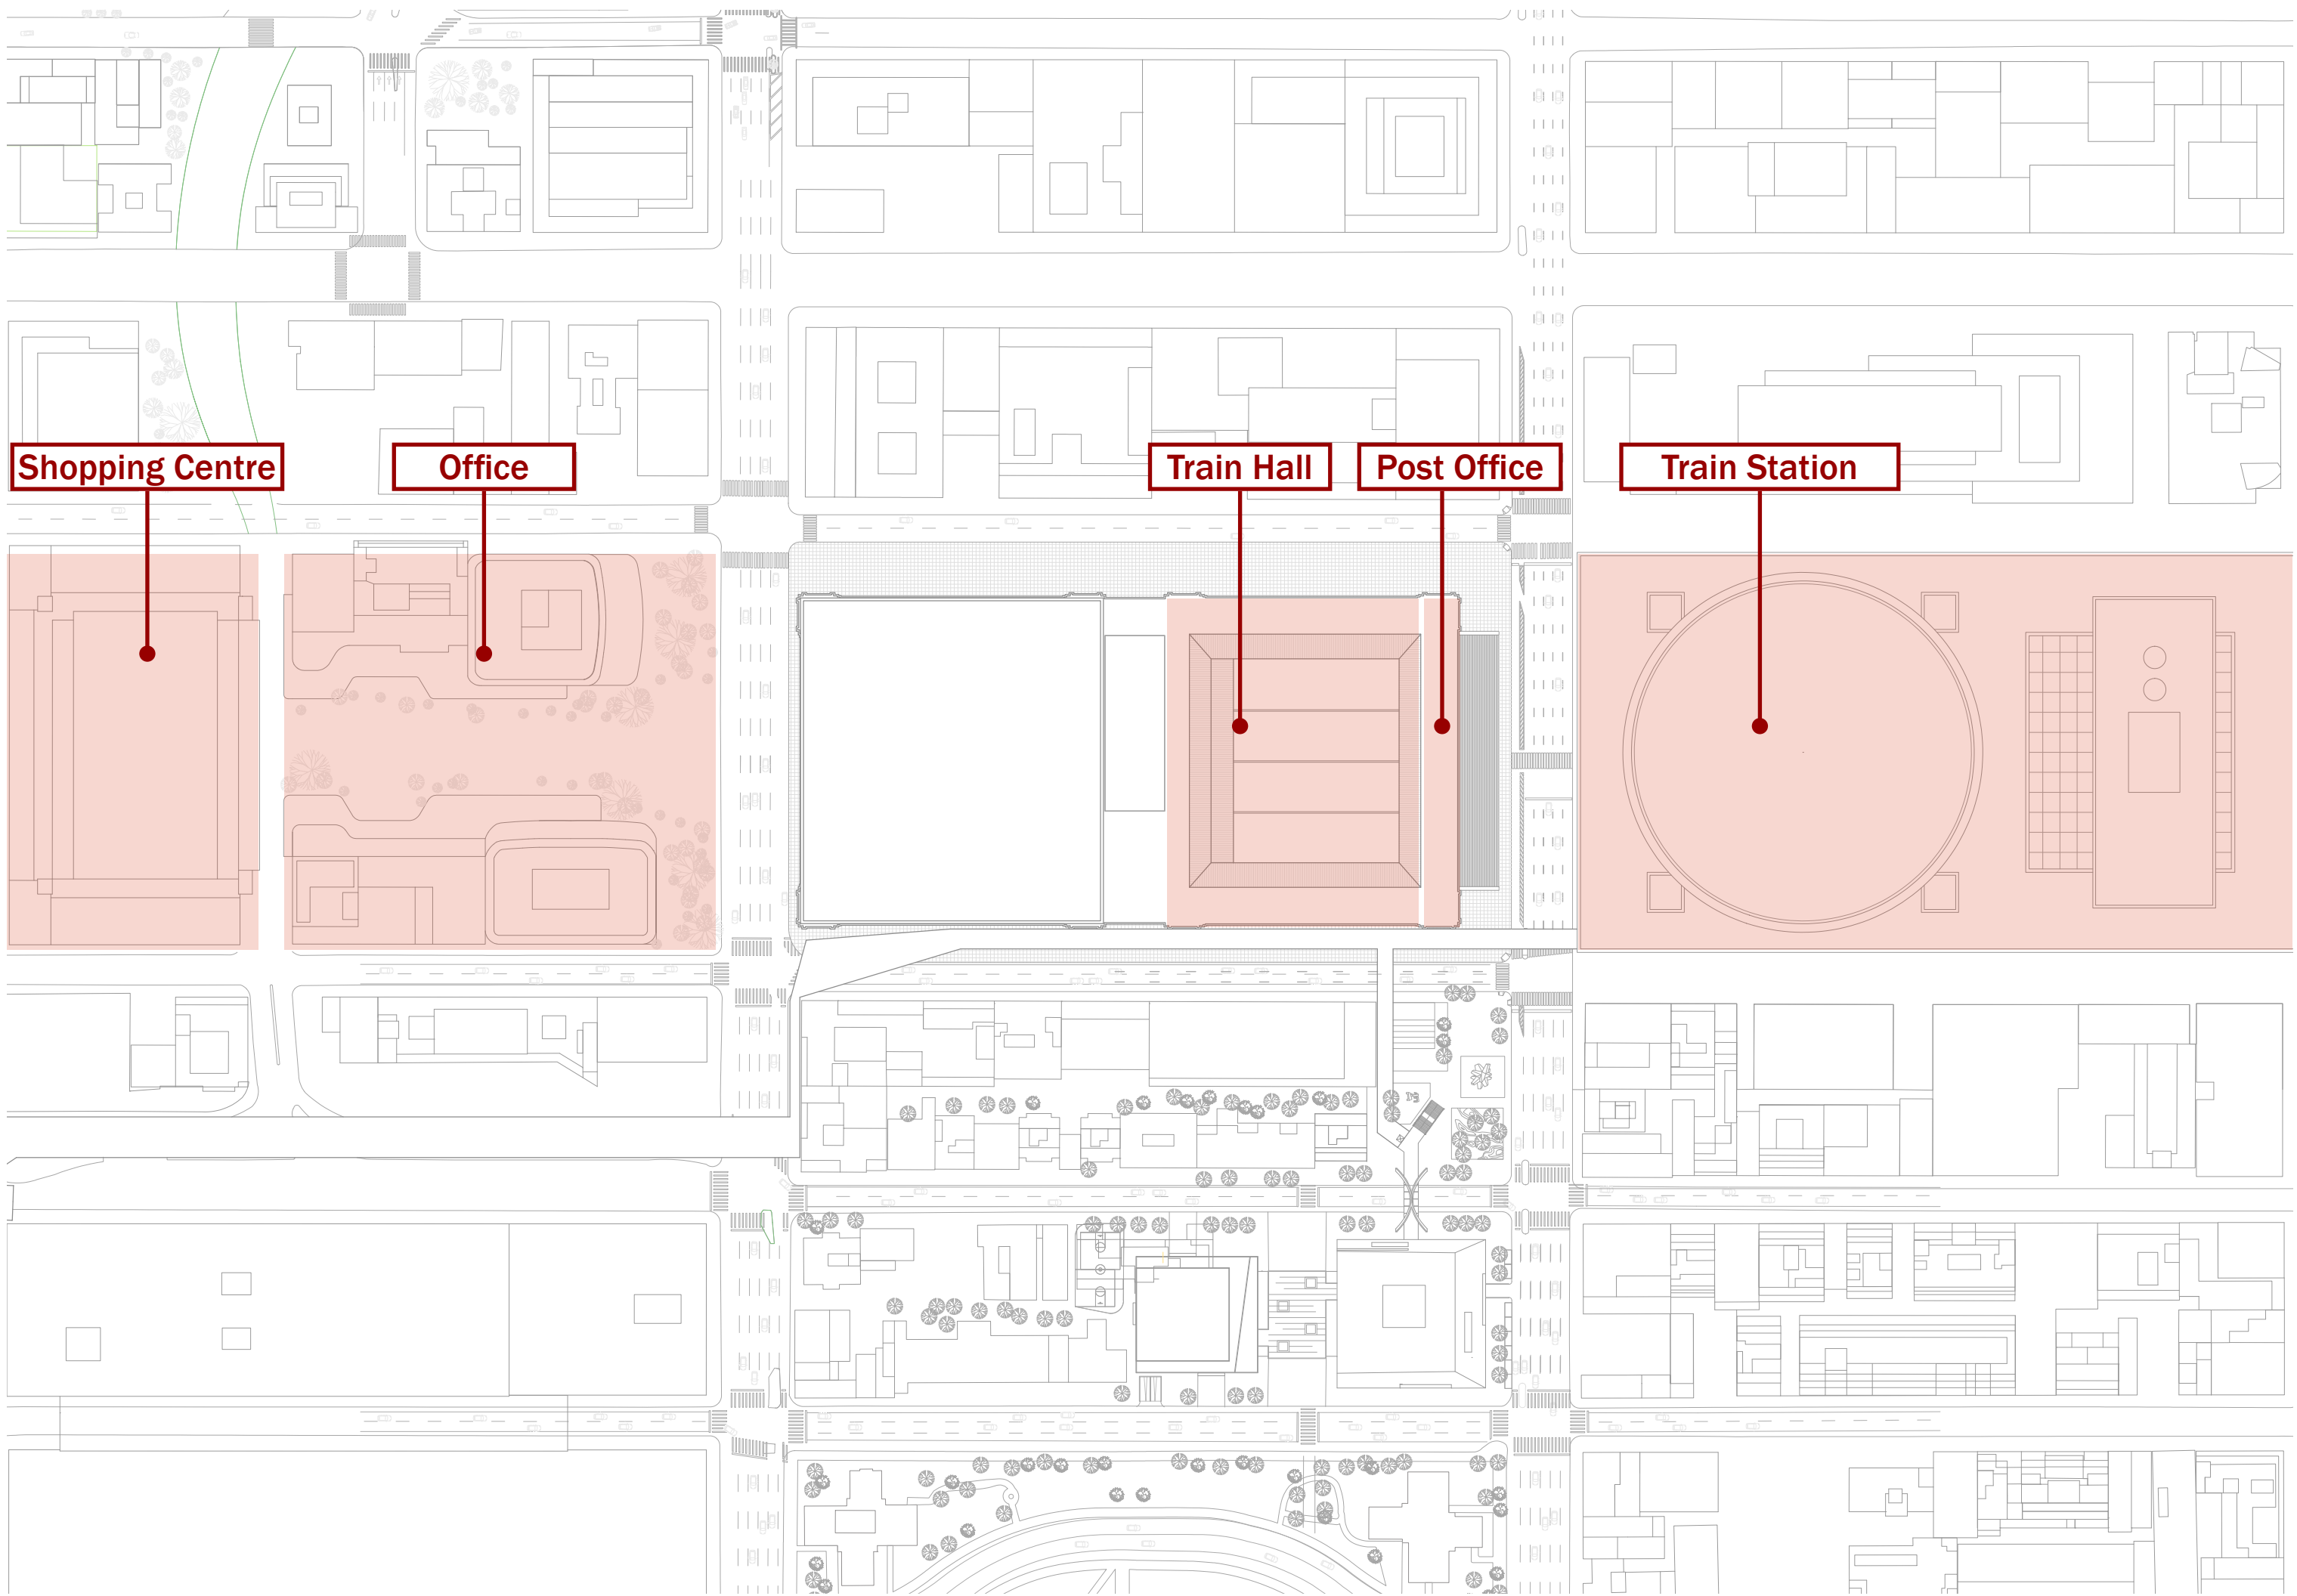 Shopping Centre
Office
Train Hall
Post Office
Train Station